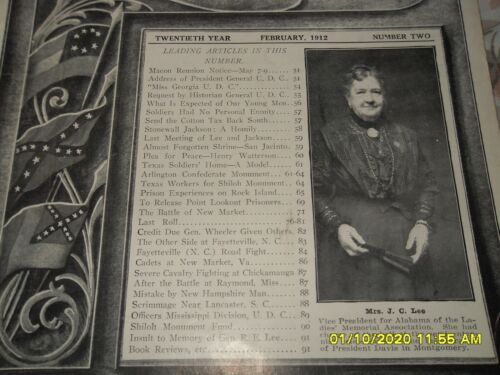 TWENTIETH YEAR FEBRUARY, 1912 NUMBER TWO
LEADING ARTICLES IN THIS
NUMBER.
Macon Reunion Notice—May 7-9...... 51
Address of President General U. D. C. 51
"Miss Georgia U. D. C."............ 54
Request by Historian General U. D. C. 55
What Is Expected of Our Young Men. 56
Soldiers Had No Personal Enmity.... 57
Send the Cotton Tax Back South..... 57
Stonewall Jackson: A Homily........ 58
Last Meeting of Lee and Jackson.... 59
Almost Forgotten Shrine—San Jacinto. 59
Plea for Peace—Henry Watterson.... 60
Texas Soldiers' Home—A Model...... 61
Arlington Confederate Monument... 61-64
Texas Workers for Shiloh Monument.. 64
Prison Experiences on Rock Island... 65
To Release Point Lookout Prisoners.. 69
The Battle of New Market........... 71
Last Roll.......................... 76-81
Credit Due Gen. Wheeler Given Others. 82
The Other Side at Fayetteville, N. C... 83
Fayetteville (N. C.) Road Fight....... 84
Cadets at New Market, Va............ 86
Severe Cavalry Fighting at Chickamauga 87
After the Battle at Raymond, Miss.... 87
Mistake by New Hampshire Man....... 88
Scrimmage Near Lancaster, S. C....... 88
Officers Mississippi Division, U. D. C... 89
Shiloh Monument Fund............... 90
Insult to Memory of Gen. R. E. Lee.... 91
Book Reviews, etc.................... 91
Mrs. J. C. Lee
Vice President for Alabama of the La-
dies' Memorial Association. She had
of President Davis in Montgomery.
01/10/2020 11:55 AM